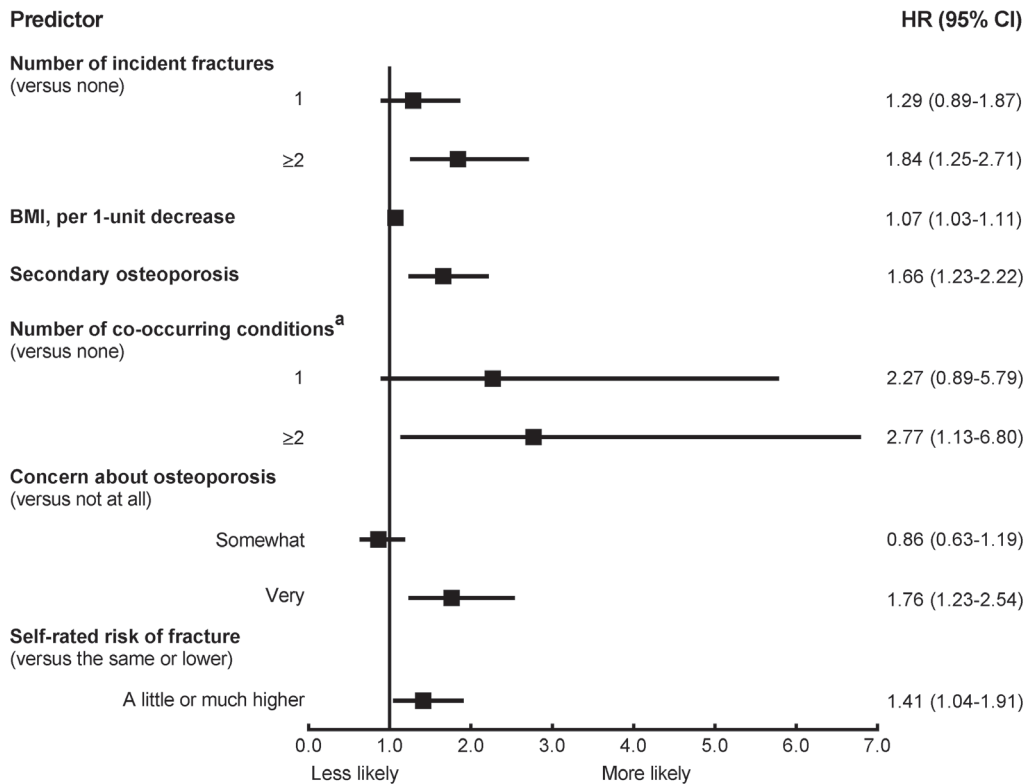 Predictor HR (95% CI)
Number of incident fractures
(versus none)
1 1.29 (0.89-1.87)
≥2 1.84 (1.25-2.71)
BMI, per 1-unit decrease 1.07 (1.03-1.11)
Secondary osteoporosis 1.66 (1.23-2.22)
Number of co-occurring conditionsᵃ
(versus none)
1 2.27 (0.89-5.79)
≥2 2.77 (1.13-6.80)
Concern about osteoporosis
(versus not at all)
Somewhat 0.86 (0.63-1.19)
Very 1.76 (1.23-2.54)
Self-rated risk of fracture
(versus the same or lower)
A little or much higher 1.41 (1.04-1.91)
0.0 1.0 2.0 3.0 4.0 5.0 6.0 7.0
Less likely More likely